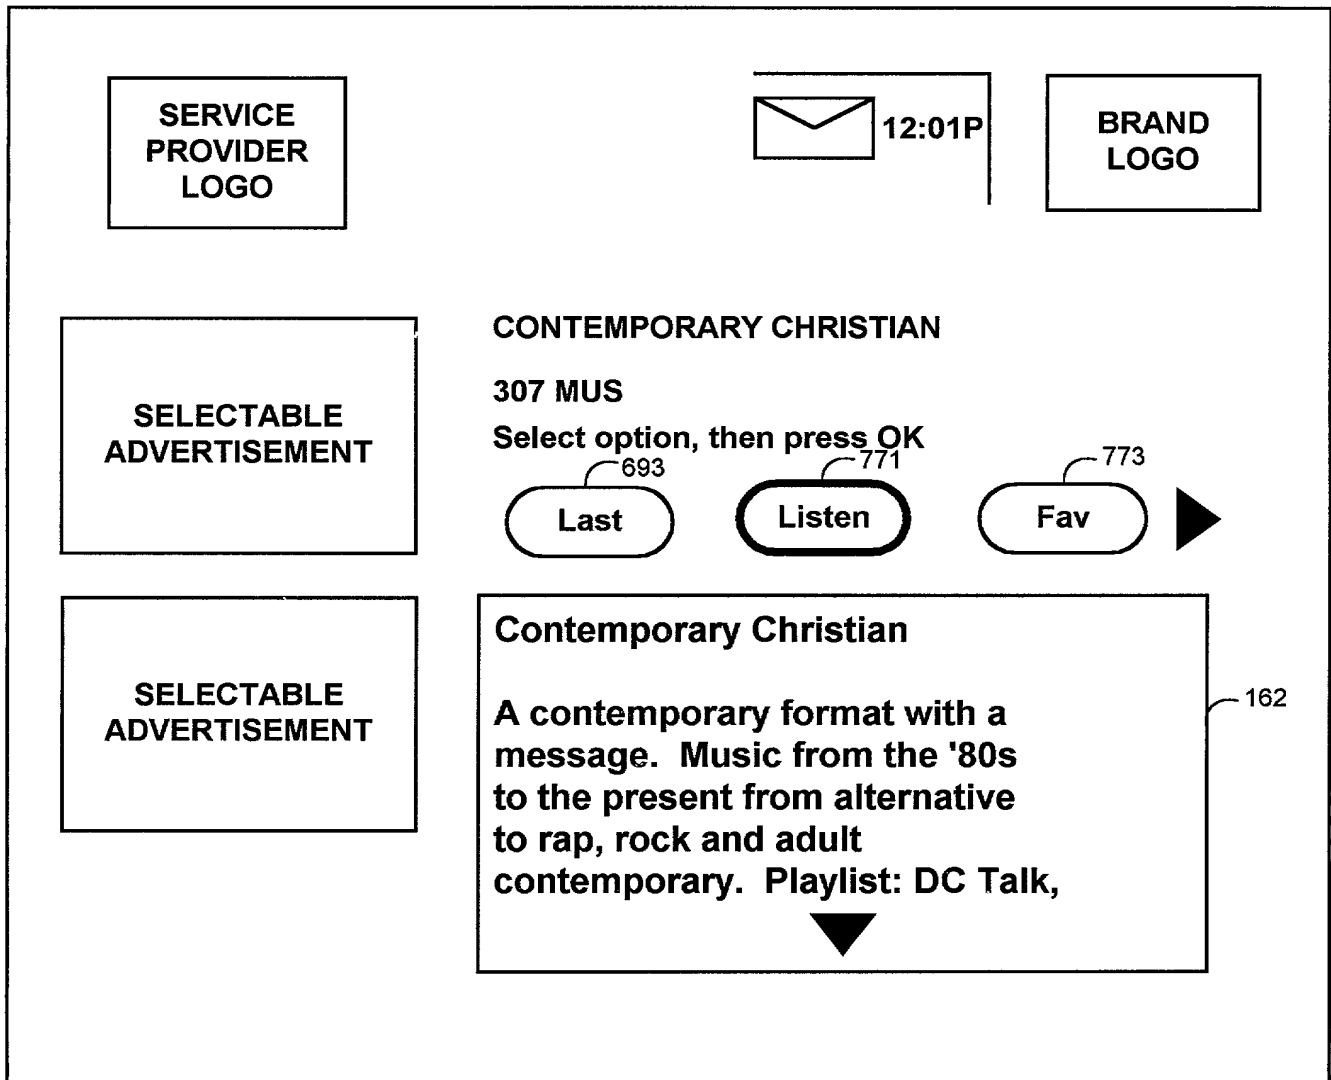 SERVICE
PROVIDER
LOGO
12:01P
BRAND
LOGO
SELECTABLE
ADVERTISEMENT
CONTEMPORARY CHRISTIAN
307 MUS
Select option, then press OK
693
771
773
Last
Listen
Fav
SELECTABLE
ADVERTISEMENT
Contemporary Christian
A contemporary format with a
message.  Music from the '80s
to the present from alternative
to rap, rock and adult
contemporary.  Playlist: DC Talk,
162